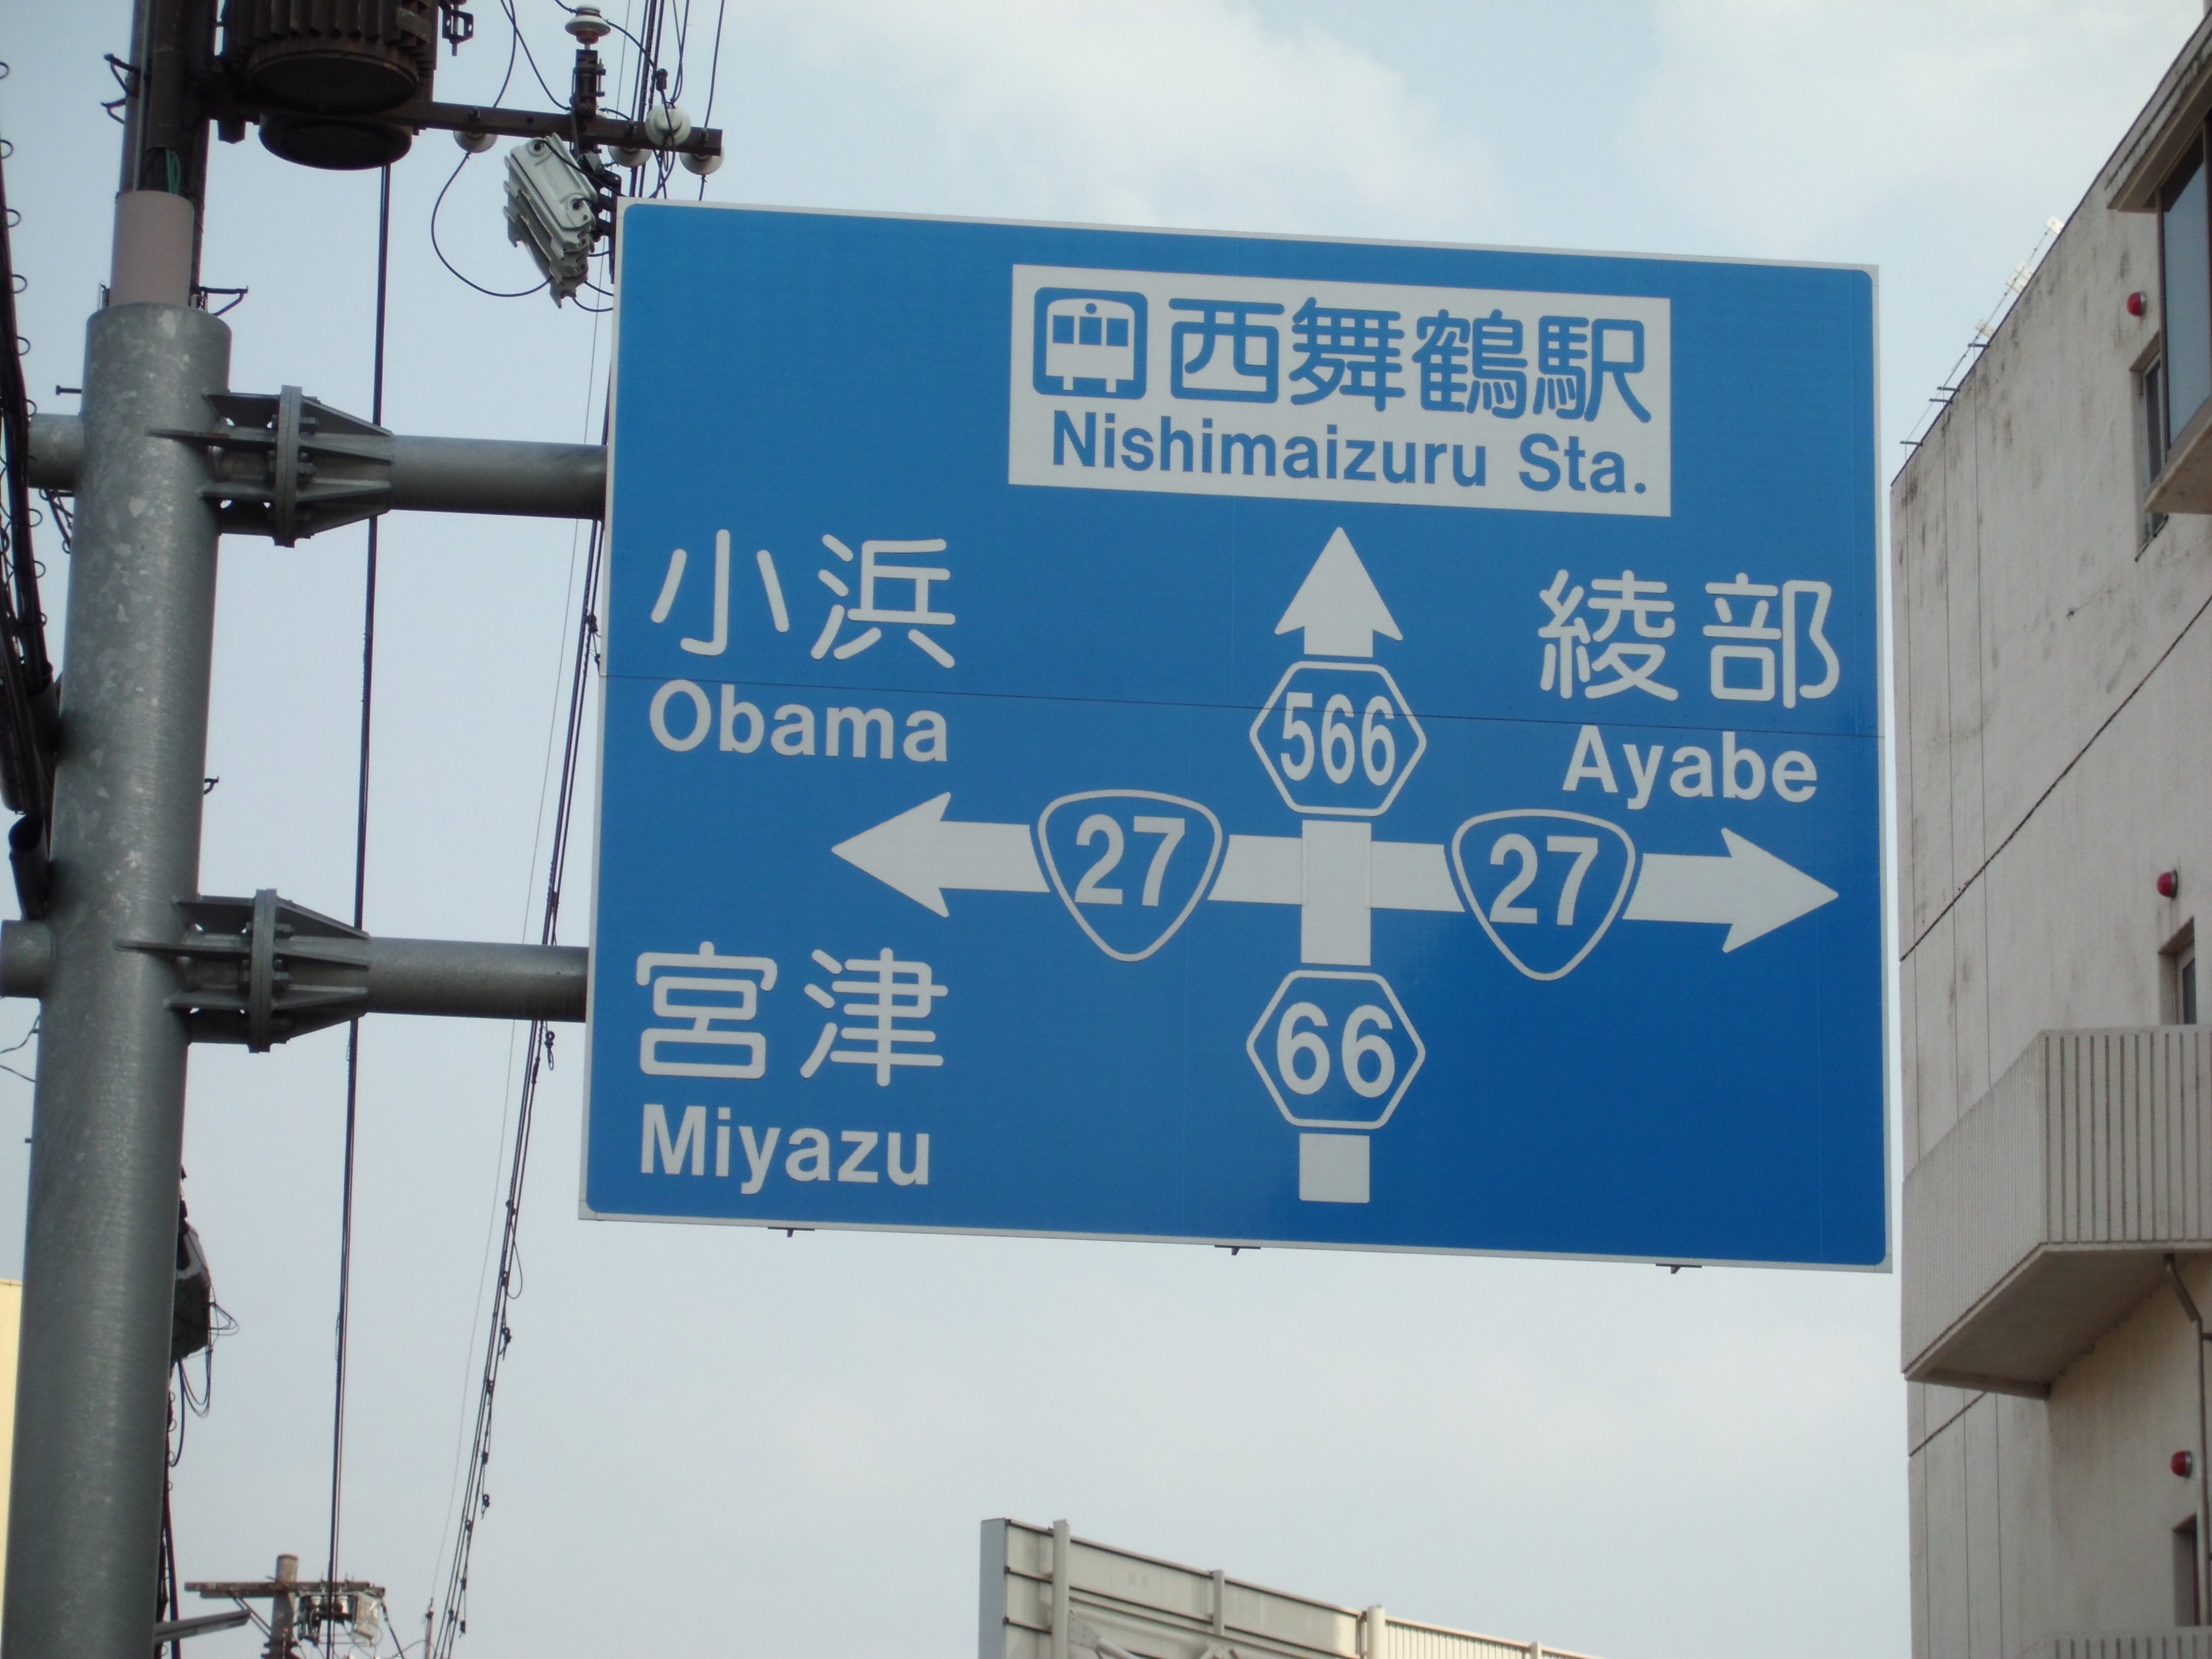 西舞鶴駅
Nishimaizuru Sta.
小浜
Obama
綾部
Ayabe
566
27
27
宮津
Miyazu
66